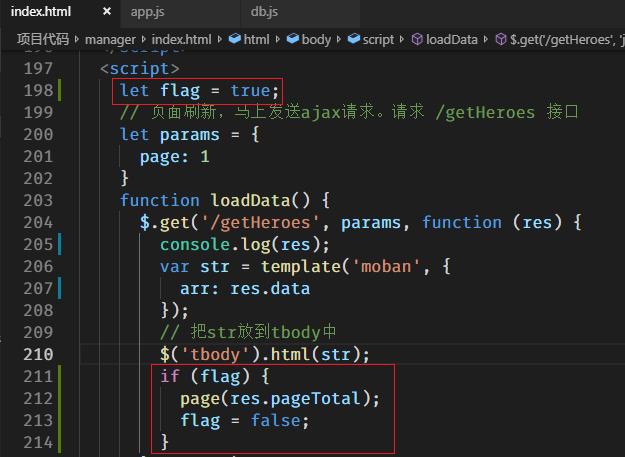 index.html × app.js db.js
项目代码 > manager > index.html > html > body > script > loadData > $.get('/getHeroes', 
197 <script>
198 let flag = true;
199 // 页面刷新，马上发送ajax请求。请求 /getHeroes 接口
200 let params = {
201 page: 1
202 }
203 function loadData() {
204 $.get('/getHeroes', params, function (res) {
205 console.log(res);
206 var str = template('moban', {
207 arr: res.data
208 });
209 // 把str放到tbody中
210 $('tbody').html(str);
211 if (flag) {
212 page(res.pageTotal);
213 flag = false;
214 }